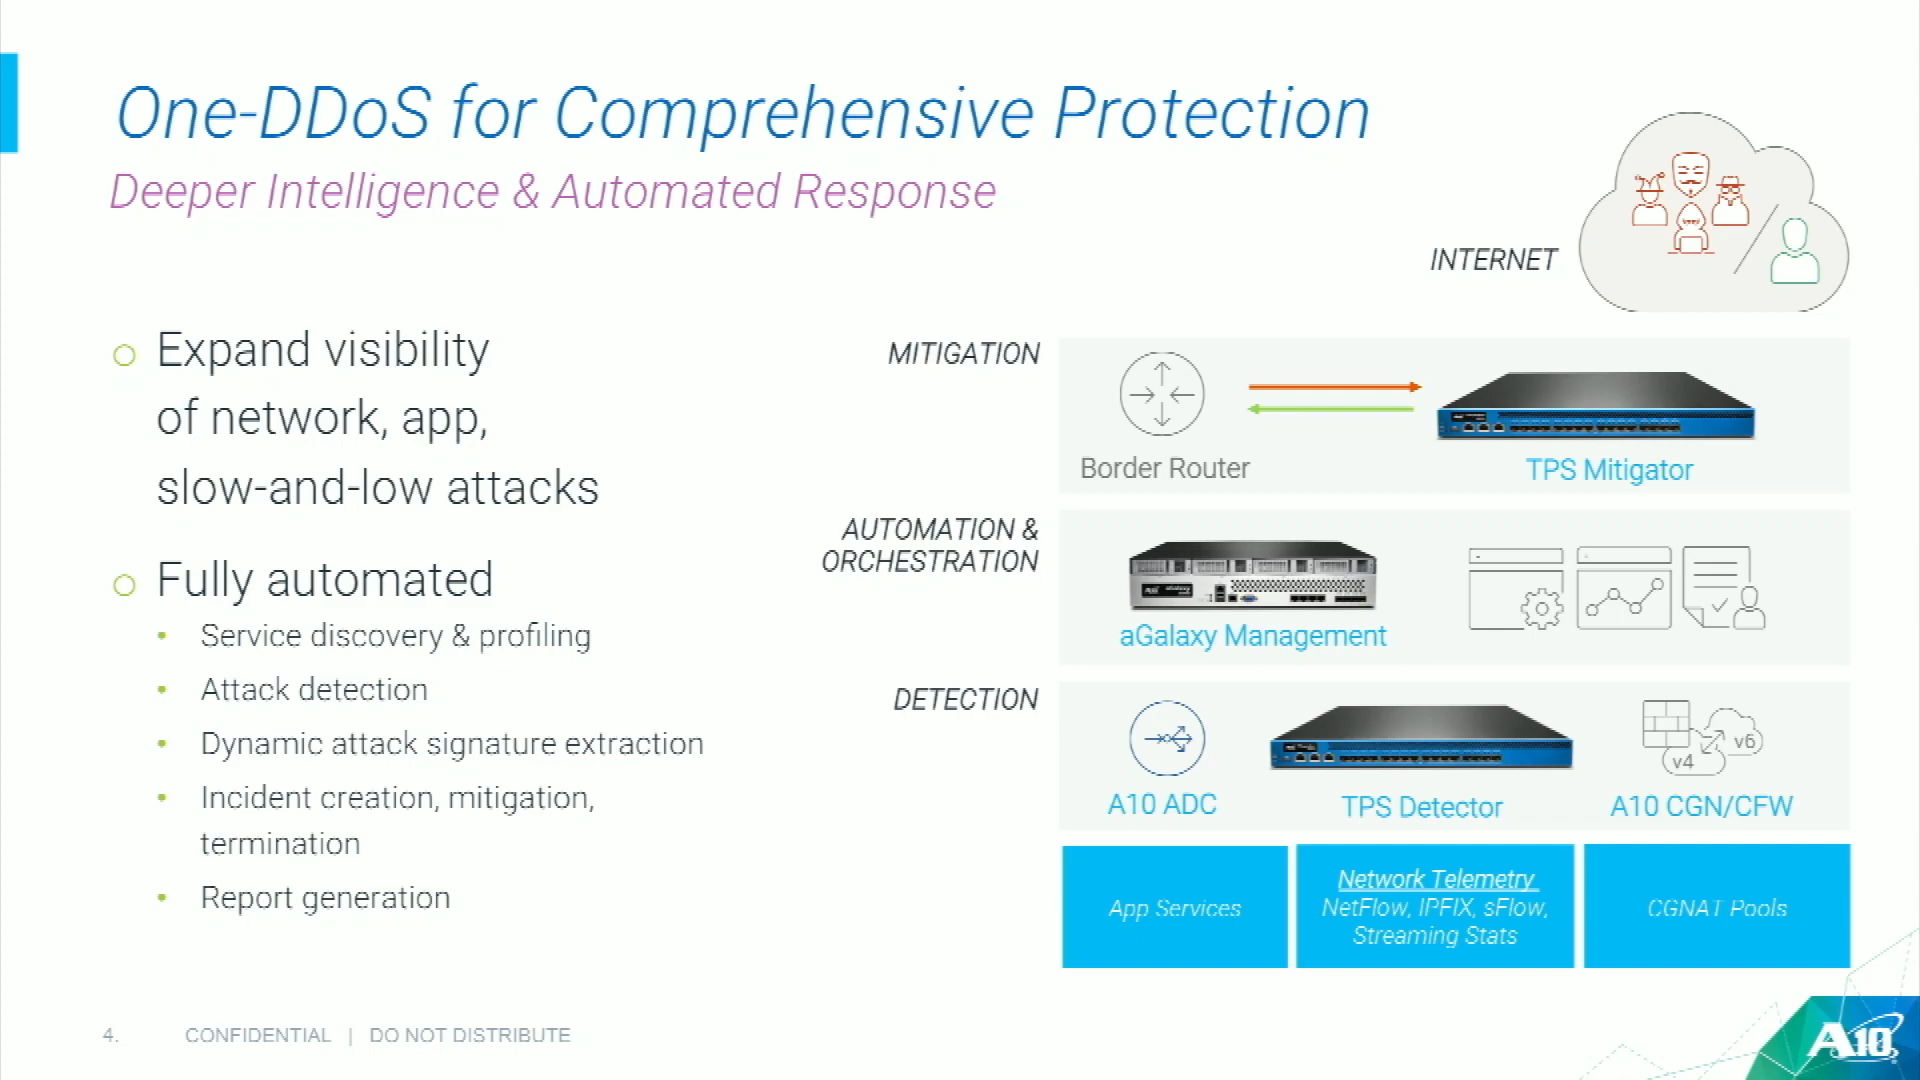 One-DDoS for Comprehensive Protection
Deeper Intelligence & Automated Response
Expand visibility
of network, app,
slow-and-low attacks
Fully automated
Service discovery & profiling
Attack detection
Dynamic attack signature extraction
Incident creation, mitigation,
termination
Report generation
INTERNET
MITIGATION
Border Router
TPS Mitigator
AUTOMATION &
ORCHESTRATION
aGalaxy Management
DETECTION
v6
v4
A10 ADC
TPS Detector
A10 CGN/CFW
App Services
Network Telemetry
NetFlow, IPFIX, sFlow,
Streaming Stats
CGNAT Pools
4. CONFIDENTIAL | DO NOT DISTRIBUTE
A10